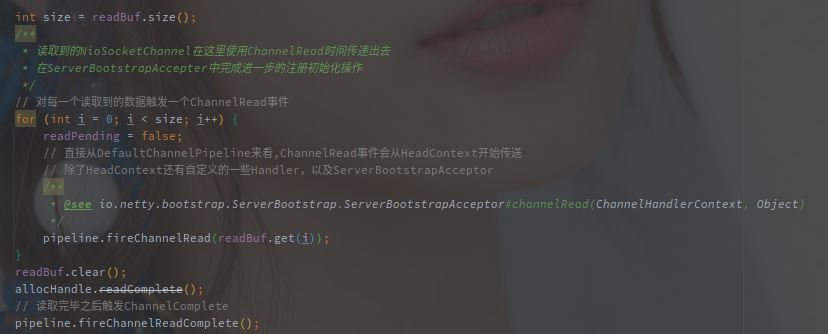 int size = readBuf.size();
/**
 * 读取到的NioSocketChannel在这里使用ChannelRead时间传递出去
 * 在ServerBootstrapAccepter中完成进一步的注册初始化操作
 */
// 对每一个读取到的数据触发一个ChannelRead事件
for (int i = 0; i < size; i++) {
    readPending = false;
    // 直接从DefaultChannelPipeline来看,ChannelRead事件会从HeadContext开始传送
    // 除了HeadContext还有自定义的一些Handler，以及ServerBootstrapAcceptor
    /**
     * @see io.netty.bootstrap.ServerBootstrap.ServerBootstrapAcceptor#channelRead(ChannelHandlerContext, Object)
     */
    pipeline.fireChannelRead(readBuf.get(i));
}
readBuf.clear();
allocHandle.readComplete();
// 读取完毕之后触发ChannelComplete
pipeline.fireChannelReadComplete();